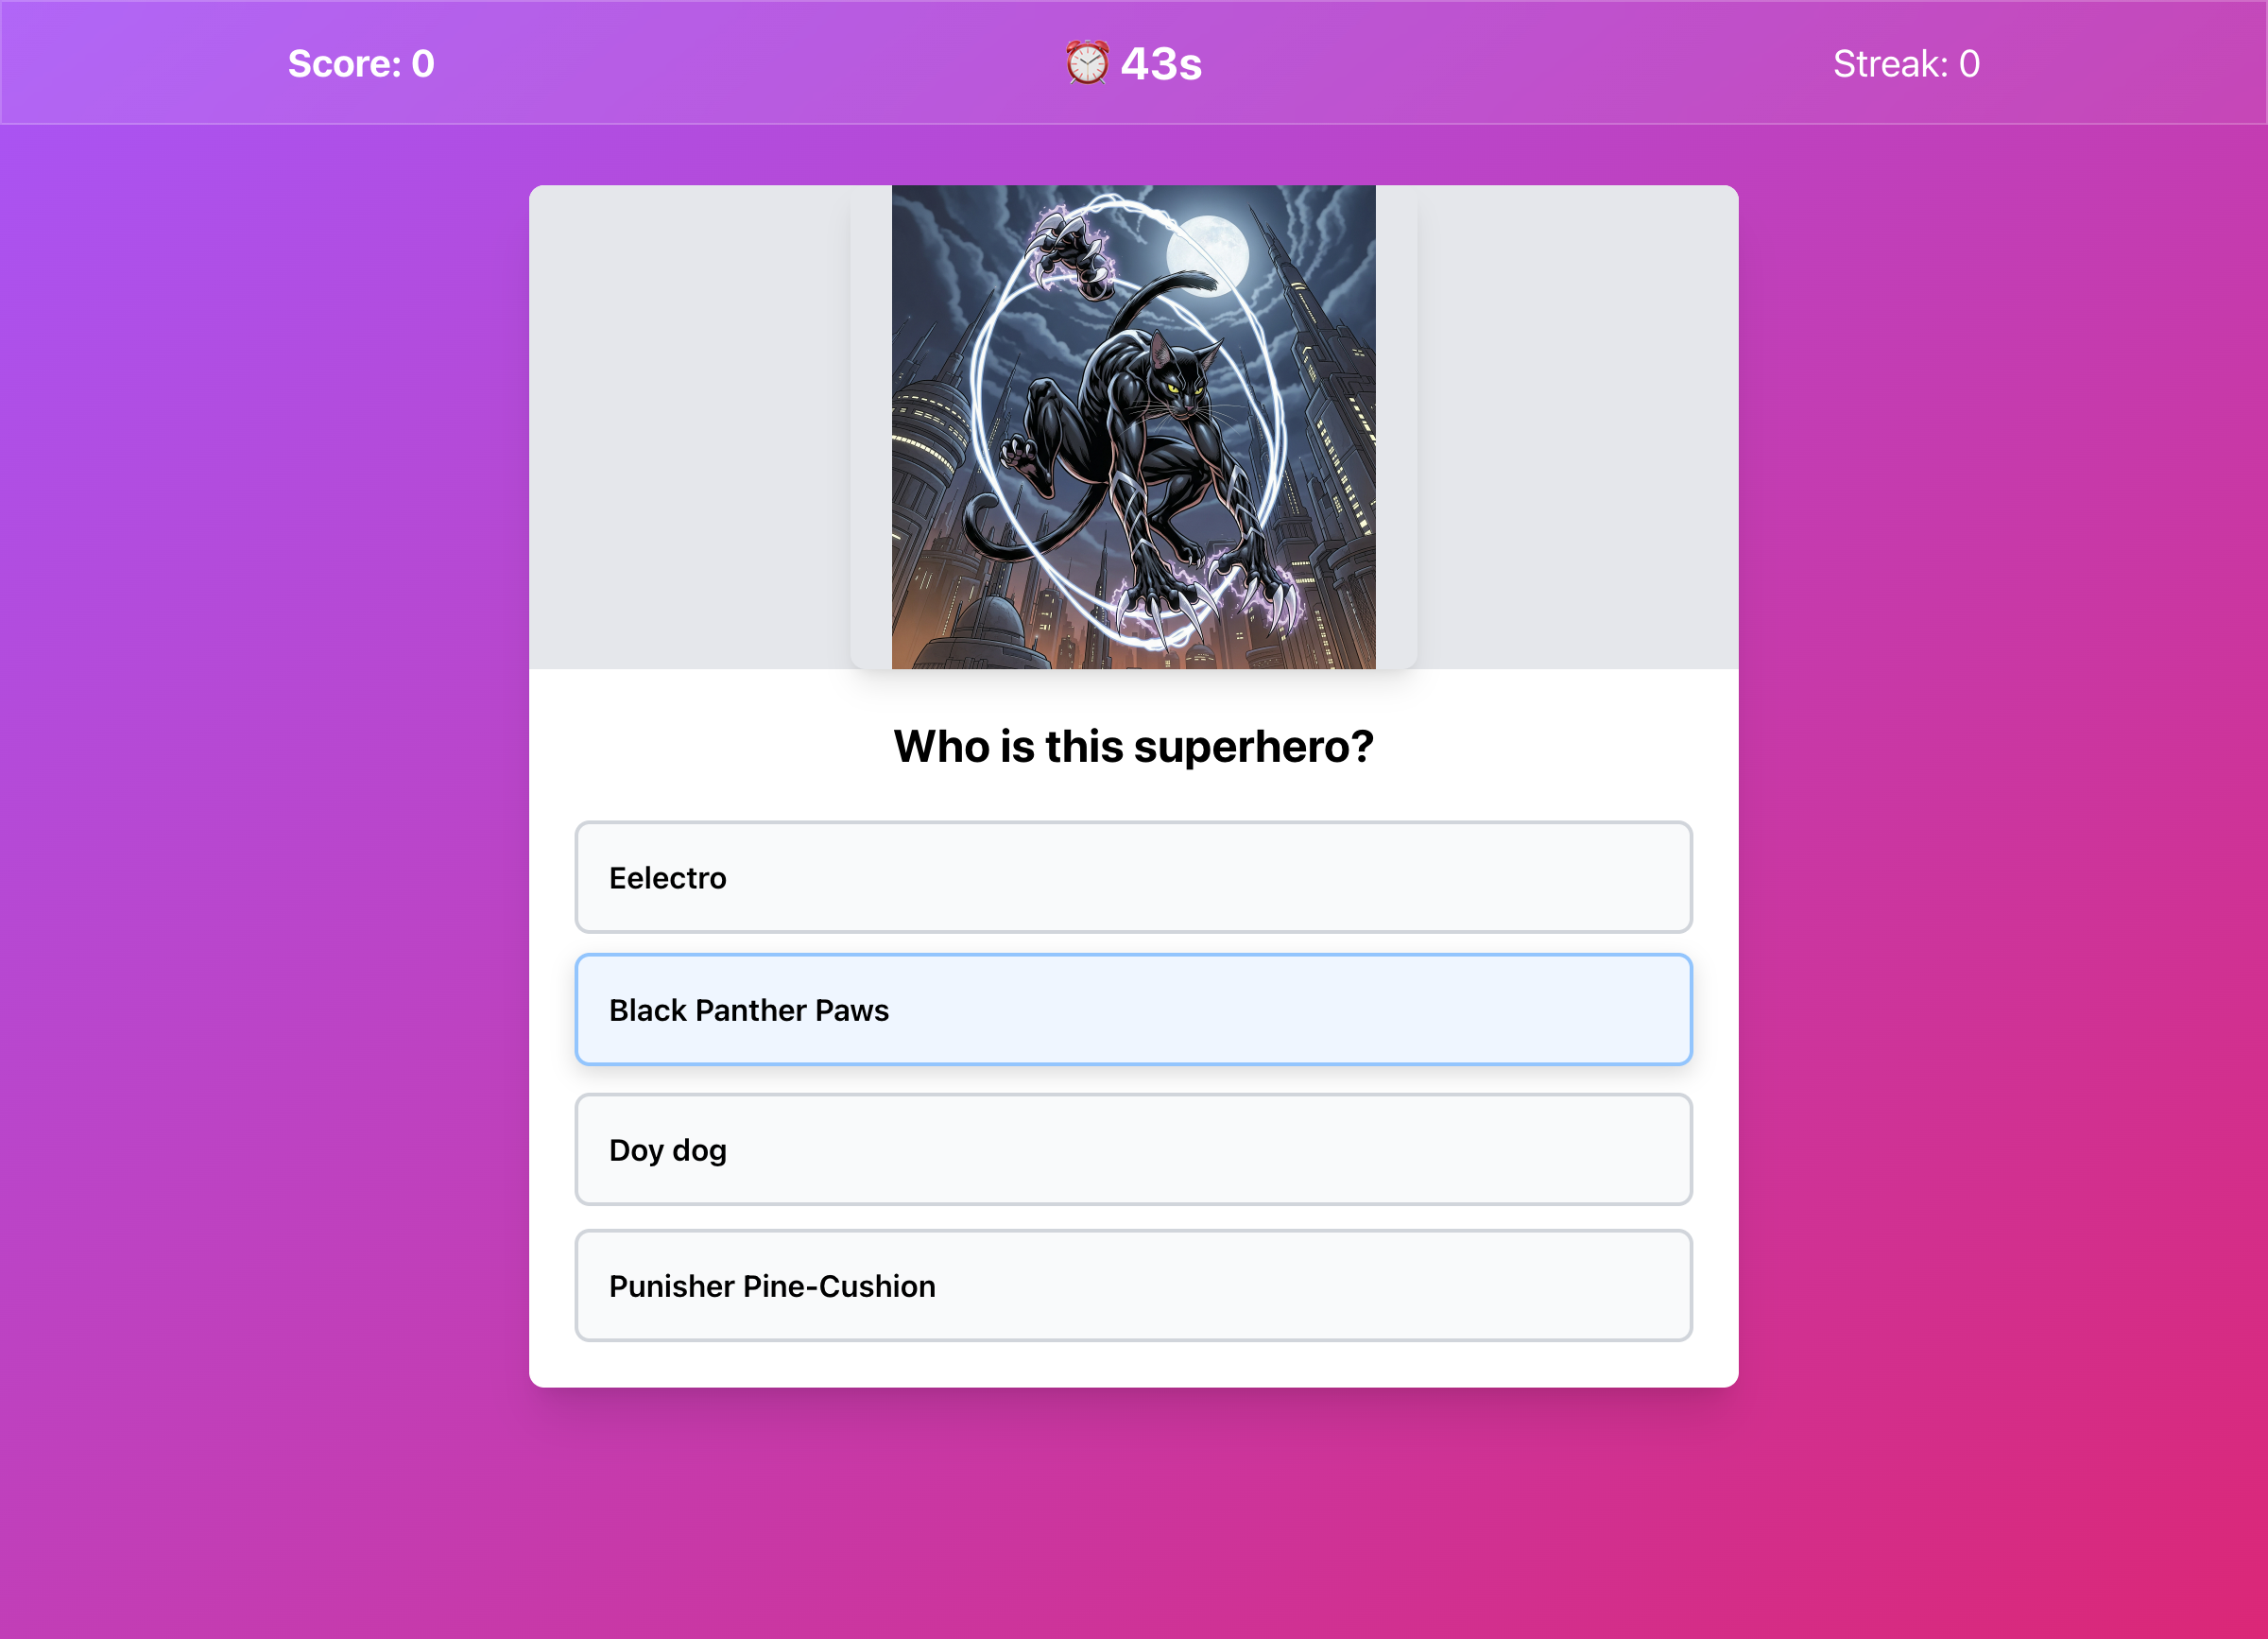 Score: 0
⏰ 43s
Streak: 0
Who is this superhero?
Eelectro
Black Panther Paws
Doy dog
Punisher Pine-Cushion